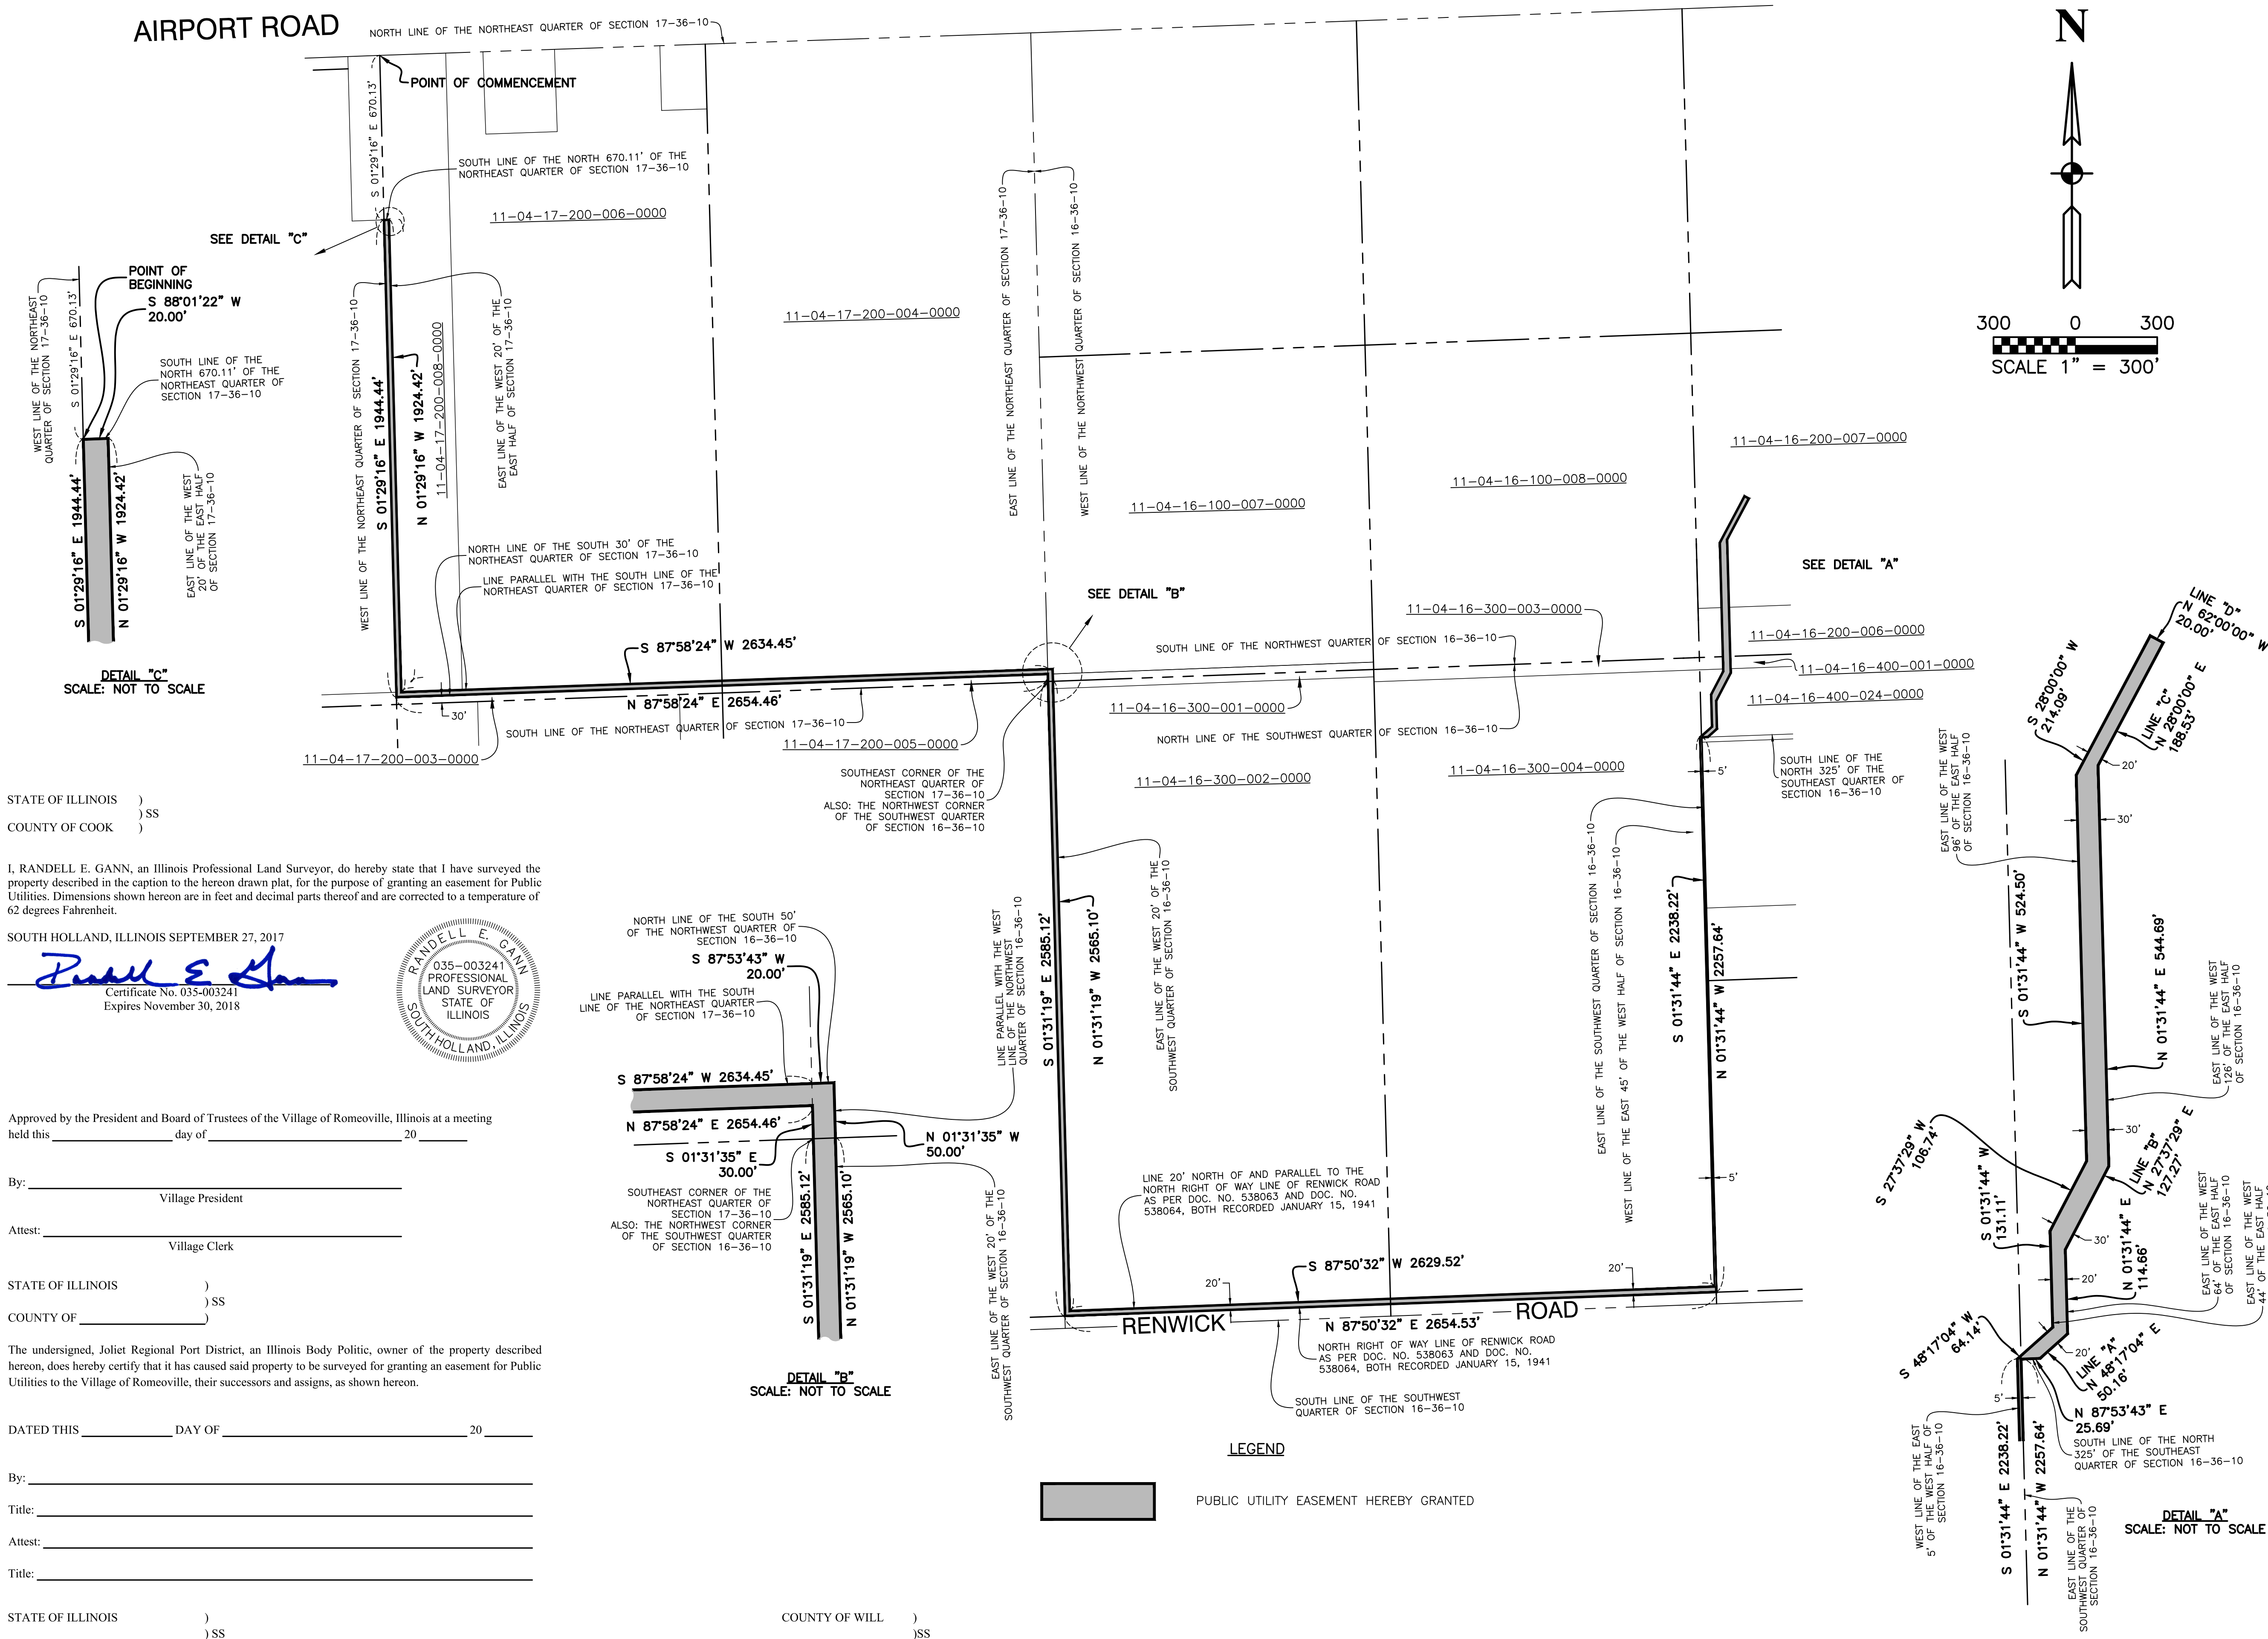 AIRPORT ROAD
NORTH LINE OF THE NORTHEAST QUARTER OF SECTION 17-36-10
POINT OF COMMENCEMENT
S 01°29'16" E 670.13'
SOUTH LINE OF THE NORTH 670.11' OF THE
NORTHEAST QUARTER OF SECTION 17-36-10
11-04-17-200-006-0000
SEE DETAIL "C"
N
300 0 300
SCALE 1" = 300'
POINT OF
BEGINNING
S 88°01'22" W
20.00'
WEST LINE OF THE NORTHEAST
QUARTER OF SECTION 17-36-10
S 01°29'16" E 670.13'
SOUTH LINE OF THE
NORTH 670.11' OF THE
NORTHEAST QUARTER OF
SECTION 17-36-10
S 01°29'16" E 1944.44'
N 01°29'16" W 1924.42'
EAST LINE OF THE WEST
20' OF THE EAST HALF
OF SECTION 17-36-10
DETAIL "C"
SCALE: NOT TO SCALE
WEST LINE OF THE NORTHEAST QUARTER OF SECTION 17-36-10
S 01°29'16" E 1944.44'
N 01°29'16" W 1924.42'
11-04-17-200-008-0000
EAST LINE OF THE WEST 20' OF THE
EAST HALF OF SECTION 17-36-10
11-04-17-200-004-0000
EAST LINE OF THE NORTHEAST QUARTER OF SECTION 17-36-10
WEST LINE OF THE NORTHWEST QUARTER OF SECTION 16-36-10
11-04-16-100-007-0000
11-04-16-100-008-0000
11-04-16-200-007-0000
NORTH LINE OF THE SOUTH 30' OF THE
NORTHEAST QUARTER OF SECTION 17-36-10
LINE PARALLEL WITH THE SOUTH LINE OF THE
NORTHEAST QUARTER OF SECTION 17-36-10
SEE DETAIL "B"
SEE DETAIL "A"
11-04-16-300-003-0000
11-04-16-200-006-0000
S 87°58'24" W 2634.45'
SOUTH LINE OF THE NORTHWEST QUARTER OF SECTION 16-36-10
11-04-16-400-001-0000
N 87°58'24" E 2654.46'
30'
11-04-16-300-001-0000
11-04-16-400-024-0000
SOUTH LINE OF THE NORTHEAST QUARTER OF SECTION 17-36-10
11-04-17-200-005-0000
NORTH LINE OF THE SOUTHWEST QUARTER OF SECTION 16-36-10
11-04-17-200-003-0000
SOUTHEAST CORNER OF THE
NORTHEAST QUARTER OF
SECTION 17-36-10
ALSO: THE NORTHWEST CORNER
OF THE SOUTHWEST QUARTER
OF SECTION 16-36-10
11-04-16-300-002-0000
11-04-16-300-004-0000
5'
SOUTH LINE OF THE
NORTH 325' OF THE
SOUTHEAST QUARTER OF
SECTION 16-36-10
STATE OF ILLINOIS )
) SS
COUNTY OF COOK )
I, RANDELL E. GANN, an Illinois Professional Land Surveyor, do hereby state that I have surveyed the
property described in the caption to the hereon drawn plat, for the purpose of granting an easement for Public
Utilities. Dimensions shown hereon are in feet and decimal parts thereof and are corrected to a temperature of
62 degrees Fahrenheit.
SOUTH HOLLAND, ILLINOIS SEPTEMBER 27, 2017
Randell E Gann
Certificate No. 035-003241
Expires November 30, 2018
RANDELL E. GANN
035-003241
PROFESSIONAL
LAND SURVEYOR
STATE OF
ILLINOIS
SOUTH HOLLAND, ILLINOIS
Approved by the President and Board of Trustees of the Village of Romeoville, Illinois at a meeting
held this day of 20
By:
Village President
Attest:
Village Clerk
STATE OF ILLINOIS )
) SS
COUNTY OF )
The undersigned, Joliet Regional Port District, an Illinois Body Politic, owner of the property described
hereon, does hereby certify that it has caused said property to be surveyed for granting an easement for Public
Utilities to the Village of Romeoville, their successors and assigns, as shown hereon.
DATED THIS DAY OF 20
By:
Title:
Attest:
Title:
STATE OF ILLINOIS )
) SS
COUNTY OF WILL )
)SS
NORTH LINE OF THE SOUTH 50'
OF THE NORTHWEST QUARTER OF
SECTION 16-36-10
S 87°53'43" W
20.00'
LINE PARALLEL WITH THE SOUTH
LINE OF THE NORTHEAST QUARTER
OF SECTION 17-36-10
S 87°58'24" W 2634.45'
N 87°58'24" E 2654.46'
S 01°31'35" E
30.00'
N 01°31'35" W
50.00'
SOUTHEAST CORNER OF THE
NORTHEAST QUARTER OF
SECTION 17-36-10
ALSO: THE NORTHWEST CORNER
OF THE SOUTHWEST QUARTER
OF SECTION 16-36-10
S 01°31'19" E 2585.12'
N 01°31'19" W 2565.10'
EAST LINE OF THE WEST 20' OF THE
SOUTHWEST QUARTER OF SECTION 16-36-10
DETAIL "B"
SCALE: NOT TO SCALE
LINE PARALLEL WITH THE WEST
LINE OF THE NORTHWEST
QUARTER OF SECTION 16-36-10
S 01°31'19" E 2585.12'
N 01°31'19" W 2565.10'
EAST LINE OF THE WEST 20' OF THE
SOUTHWEST QUARTER OF SECTION 16-36-10
EAST LINE OF THE SOUTHWEST QUARTER OF SECTION 16-36-10
WEST LINE OF THE EAST 45' OF THE WEST HALF OF SECTION 16-36-10
S 01°31'44" E 2238.22'
N 01°31'44" W 2257.64'
5'
LINE 20' NORTH OF AND PARALLEL TO THE
NORTH RIGHT OF WAY LINE OF RENWICK ROAD
AS PER DOC. NO. 538063 AND DOC. NO.
538064, BOTH RECORDED JANUARY 15, 1941
S 87°50'32" W 2629.52'
20'
20'
RENWICK ROAD
N 87°50'32" E 2654.53'
NORTH RIGHT OF WAY LINE OF RENWICK ROAD
AS PER DOC. NO. 538063 AND DOC. NO.
538064, BOTH RECORDED JANUARY 15, 1941
SOUTH LINE OF THE SOUTHWEST
QUARTER OF SECTION 16-36-10
LEGEND
PUBLIC UTILITY EASEMENT HEREBY GRANTED
LINE "D"
N 62°00'00" W
20.00'
S 28°00'00" W
214.09'
LINE "C"
N 28°00'00" E
188.53'
20'
EAST LINE OF THE WEST
96' OF THE EAST HALF
OF SECTION 16-36-10
30'
S 01°31'44" W 524.50'
N 01°31'44" E 544.69'
EAST LINE OF THE WEST
126' OF THE EAST HALF
OF SECTION 16-36-10
30'
S 27°37'29" W
106.74'
LINE "B"
N 27°37'29" E
127.27'
S 01°31'44" W
131.11'
30'
N 01°31'44" E
114.66'
EAST LINE OF THE WEST
64' OF THE EAST HALF
OF SECTION 16-36-10
EAST LINE OF THE WEST
44' OF THE EAST HALF
20'
S 48°17'04" W
64.14'
20'
LINE "A"
N 48°17'04" E
50.16'
5'
N 87°53'43" E
25.69'
SOUTH LINE OF THE NORTH
325' OF THE SOUTHEAST
QUARTER OF SECTION 16-36-10
WEST LINE OF THE EAST
5' OF THE WEST HALF OF
SECTION 16-36-10
S 01°31'44" E 2238.22'
N 01°31'44" W 2257.64'
EAST LINE OF THE
SOUTHWEST QUARTER OF
SECTION 16-36-10
DETAIL "A"
SCALE: NOT TO SCALE